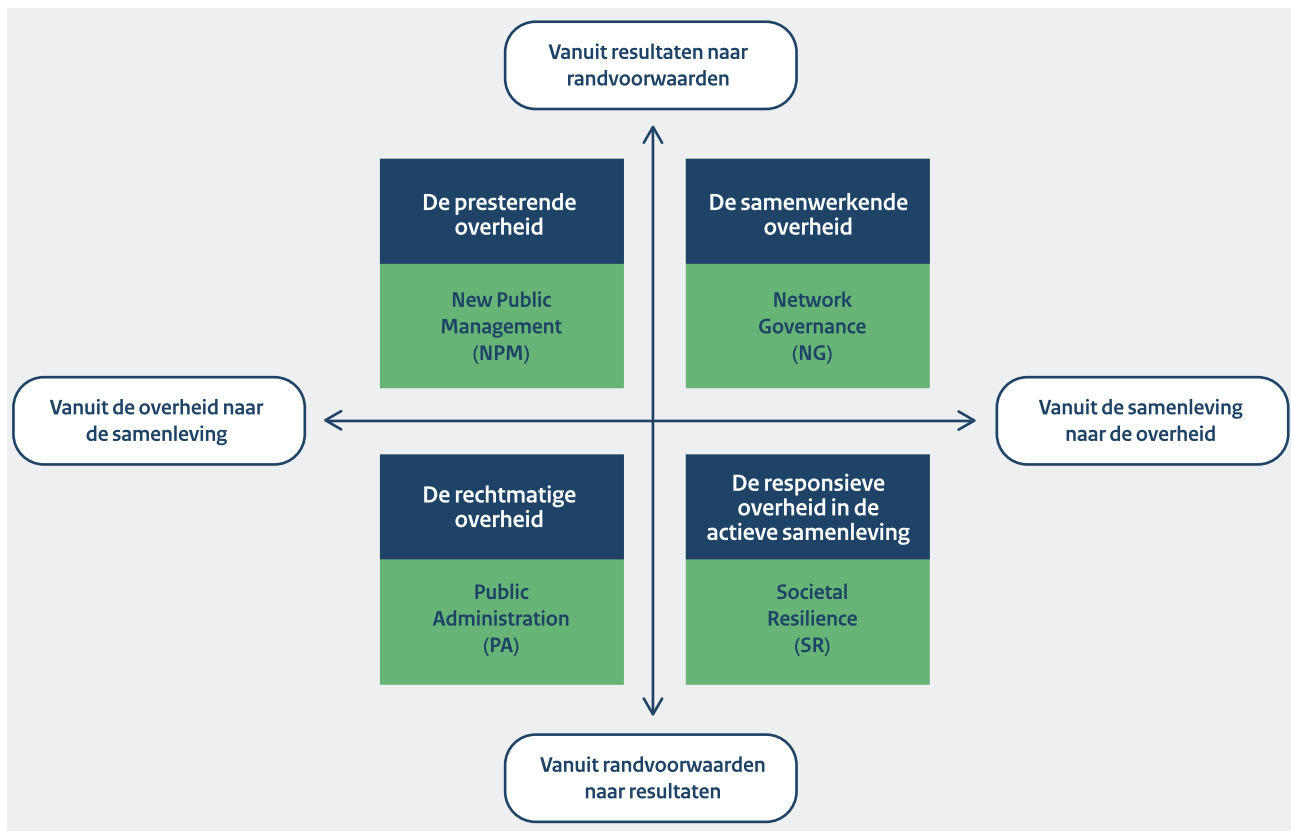 Vanuit resultaten naar
randvoorwaarden
De presterende
overheid
New Public
Management
(NPM)
De samenwerkende
overheid
Network
Governance
(NG)
Vanuit de overheid naar
de samenleving
Vanuit de samenleving
naar de overheid
De rechtmatige
overheid
Public
Administration
(PA)
De responsieve
overheid in de
actieve samenleving
Societal
Resilience
(SR)
Vanuit randvoorwaarden
naar resultaten